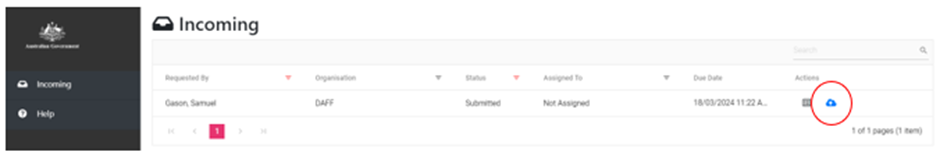 Australian Government
Incoming
Help
Incoming
Search
Requested By Organisation Status Assigned To Due Date Actions
Gason, Samuel DAFF Submitted Not Assigned 18/03/2024 11:22 A...
1
1 of 1 pages (1 item)